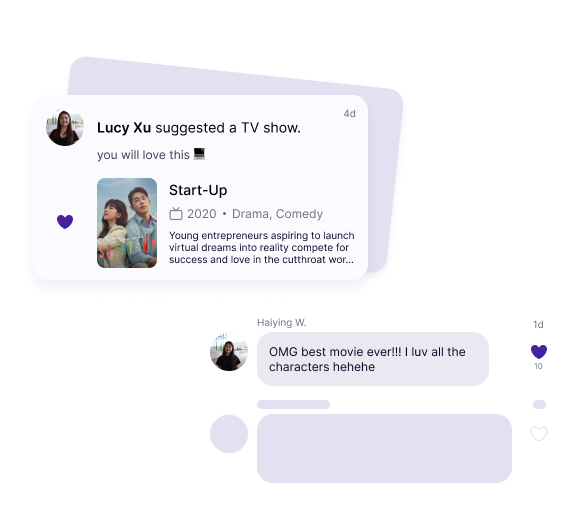 4d
Lucy Xu suggested a TV show.
you will love this 💻
Start-Up
2020 • Drama, Comedy
Young entrepreneurs aspiring to launch
virtual dreams into reality compete for
success and love in the cutthroat wor...
Haiying W.
1d
OMG best movie ever!!! I luv all the
characters hehehe
10